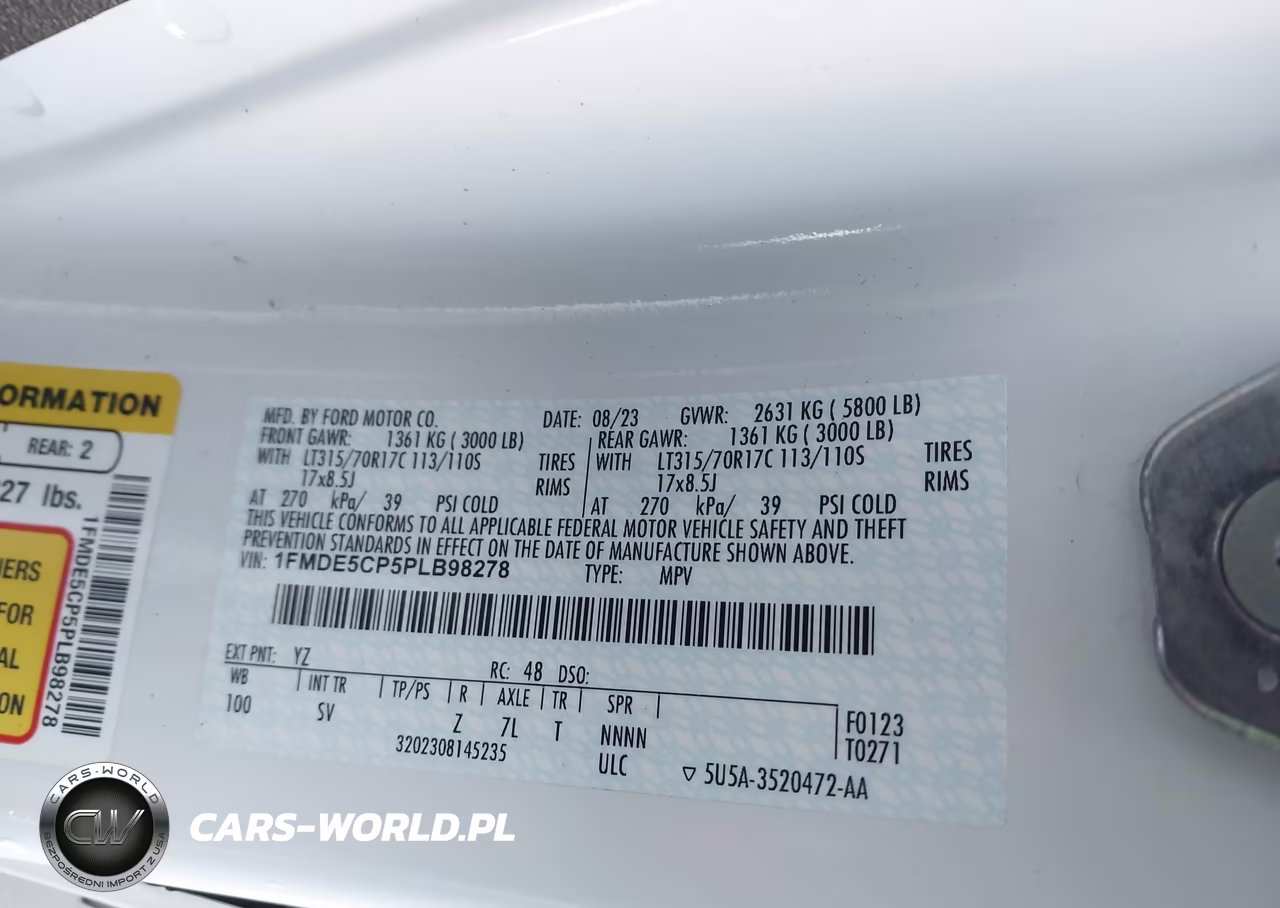 ORMATION
REAR: 2
27 lbs.
IERS
FOR
AL
ON
1FMDE5CP5PLB98278
MFD. BY FORD MOTOR CO. DATE: 08/23 GVWR: 2631 KG ( 5800 LB)
FRONT GAWR: 1361 KG ( 3000 LB) REAR GAWR: 1361 KG ( 3000 LB)
WITH LT315/70R17C 113/110S TIRES WITH LT315/70R17C 113/110S TIRES
17x8.5J RIMS 17x8.5J RIMS
AT 270 kPa/ 39 PSI COLD AT 270 kPa/ 39 PSI COLD
THIS VEHICLE CONFORMS TO ALL APPLICABLE FEDERAL MOTOR VEHICLE SAFETY AND THEFT
PREVENTION STANDARDS IN EFFECT ON THE DATE OF MANUFACTURE SHOWN ABOVE.
VIN: 1FMDE5CP5PLB98278 TYPE: MPV
EXT PNT: YZ RC: 48 DSO:
WB INT TR TP/PS R AXLE TR SPR
100 SV Z 7L T NNNN F0123
3202308145235 ULC T0271
▽ 5U5A-3520472-AA
CARS-WORLD
CW
BEZPOŚREDNI IMPORT Z USA
CARS-WORLD.PL